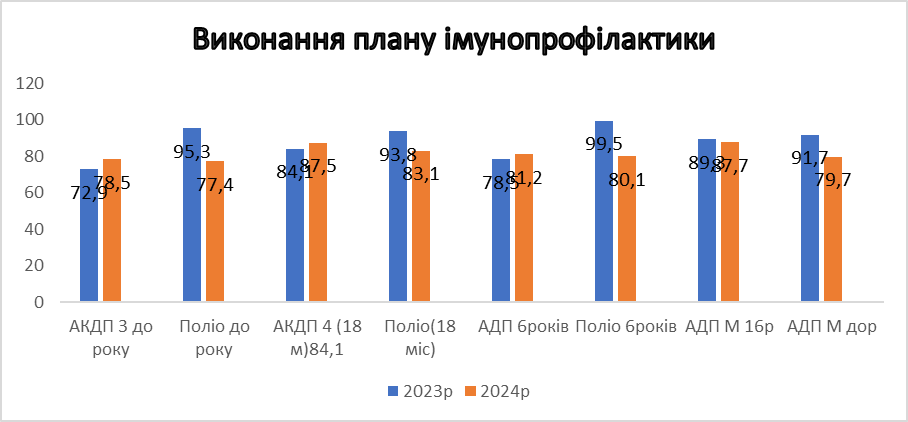 Виконання плану імунопрофілактики
120
100
80
60
40
20
0
72,9
78,5
95,3
77,4
84,1
87,5
93,8
83,1
78,5
81,2
99,5
80,1
89,3
87,7
91,7
79,7
АКДП 3 до
року
Поліо до
року
АКДП 4 (18
м)84,1
Поліо(18
міс)
АДП 6років
Поліо 6років
АДП М 16р
АДП М дор
2023р
2024р